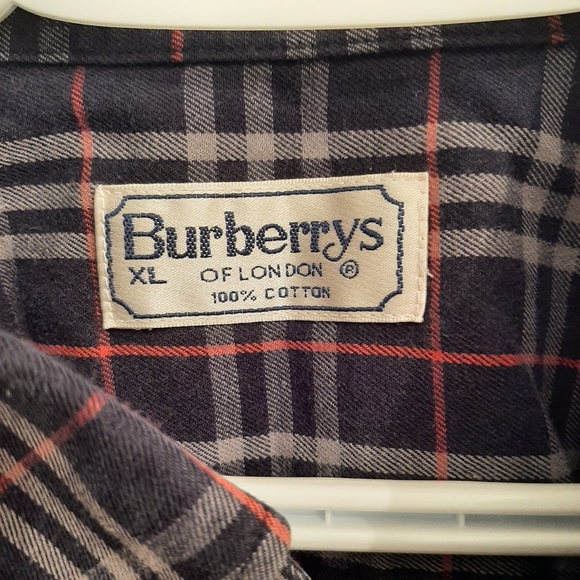 Burberrys
XL OF LONDON ®
100% COTTON